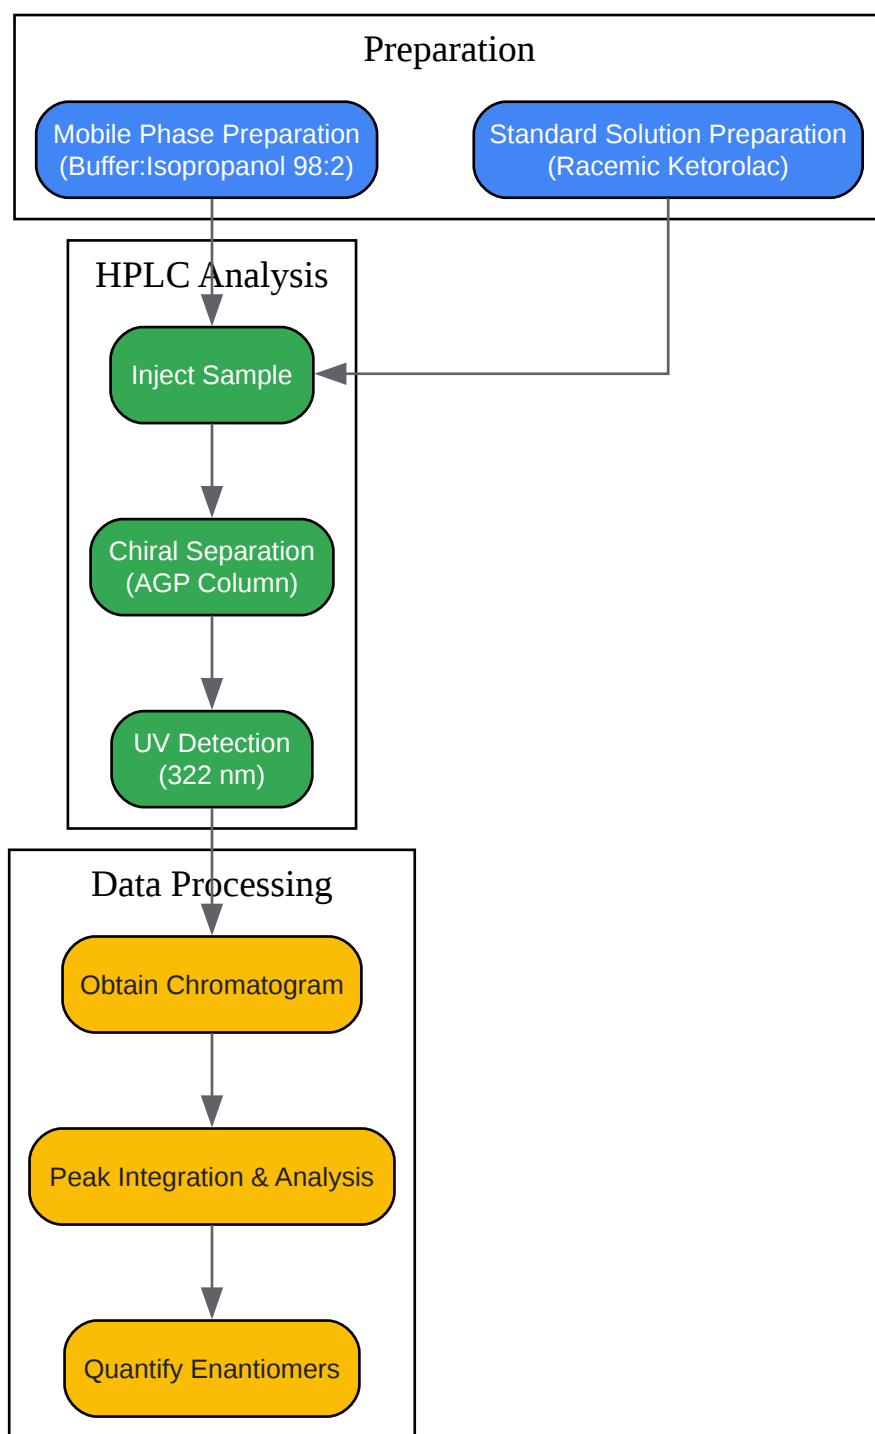 Preparation
Mobile Phase Preparation
(Buffer:Isopropanol 98:2)
Standard Solution Preparation
(Racemic Ketorolac)
HPLC Analysis
Inject Sample
Chiral Separation
(AGP Column)
UV Detection
(322 nm)
Data Processing
Obtain Chromatogram
Peak Integration & Analysis
Quantify Enantiomers